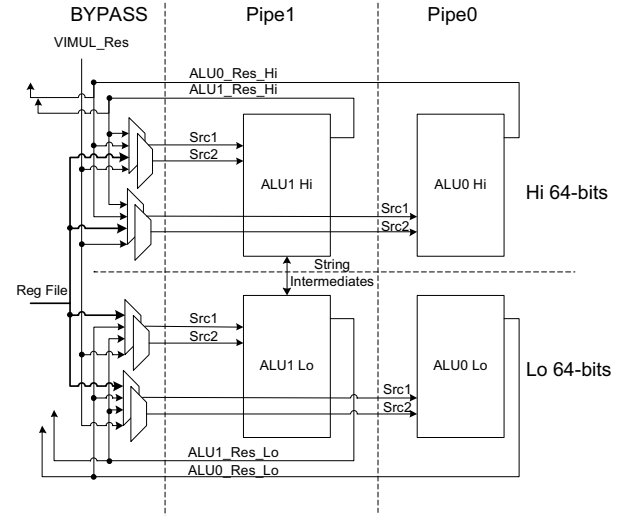 BYPASS
Pipe1
Pipe0
VIMUL_Res
ALU0_Res_Hi
ALU1_Res_Hi
Src1
Src2
ALU1 Hi
ALU0 Hi
Hi 64-bits
Src1
Src2
String
Intermediates
Reg File
Src1
Src2
ALU1 Lo
ALU0 Lo
Lo 64-bits
Src1
Src2
ALU1_Res_Lo
ALU0_Res_Lo